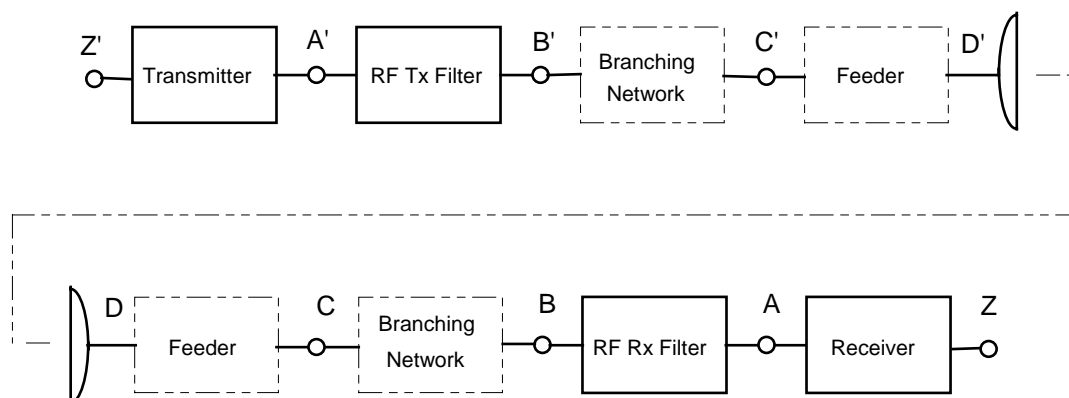 Z' A' B' C' D'
Transmitter RF Tx Filter Branching Network Feeder
D C B A Z
Feeder Branching Network RF Rx Filter Receiver